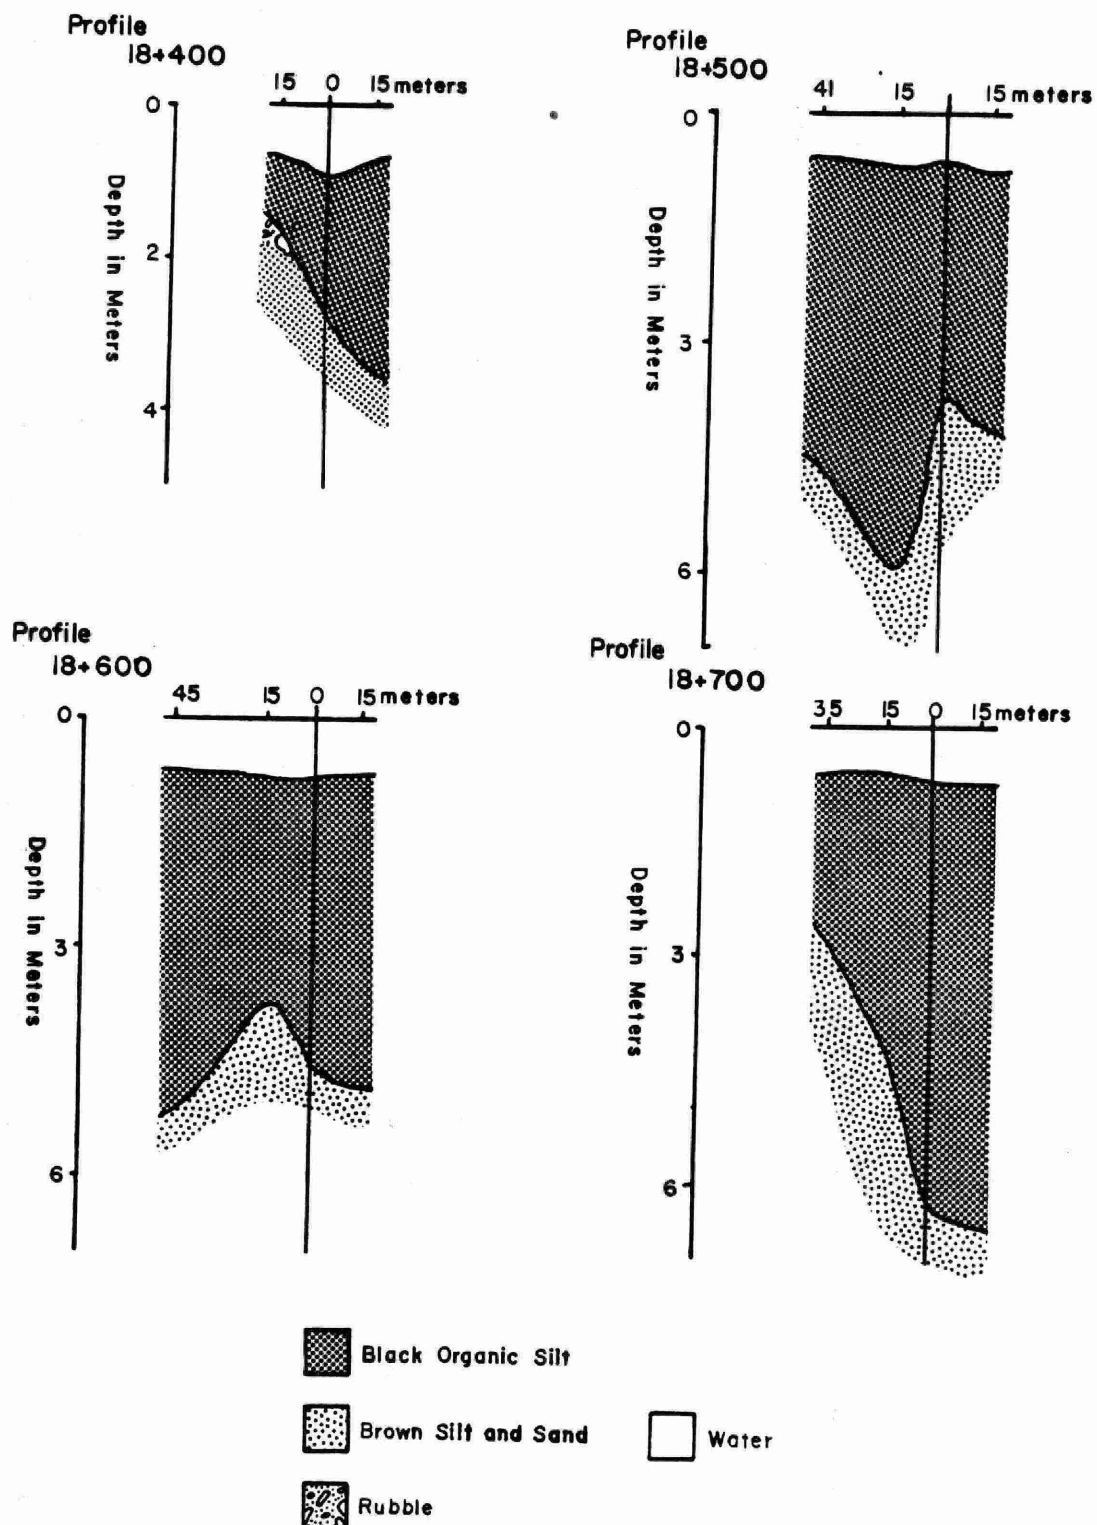 Profile
18+400
15 0 15 meters
0
2
4
Depth in Meters
Profile
18+500
41 15 15 meters
0
3
6
Depth in Meters
Profile
18+600
45 15 0 15 meters
0
3
6
Depth in Meters
Profile
18+700
35 15 0 15 meters
0
3
6
Depth in Meters
Black Organic Silt
Brown Silt and Sand
Water
Rubble